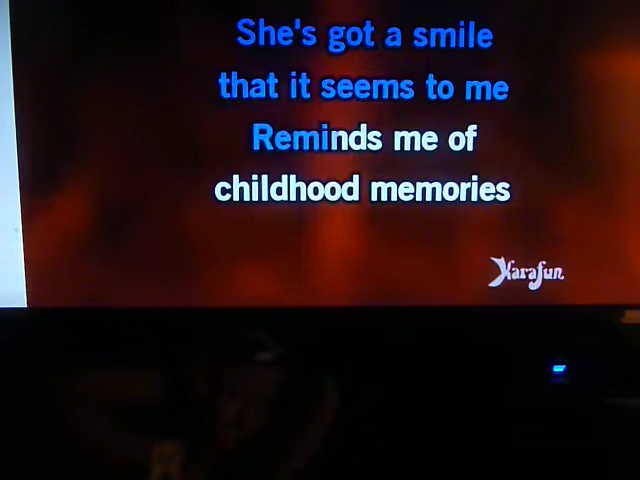 She's got a smile
that it seems to me
Reminds me of
childhood memories
Karafun